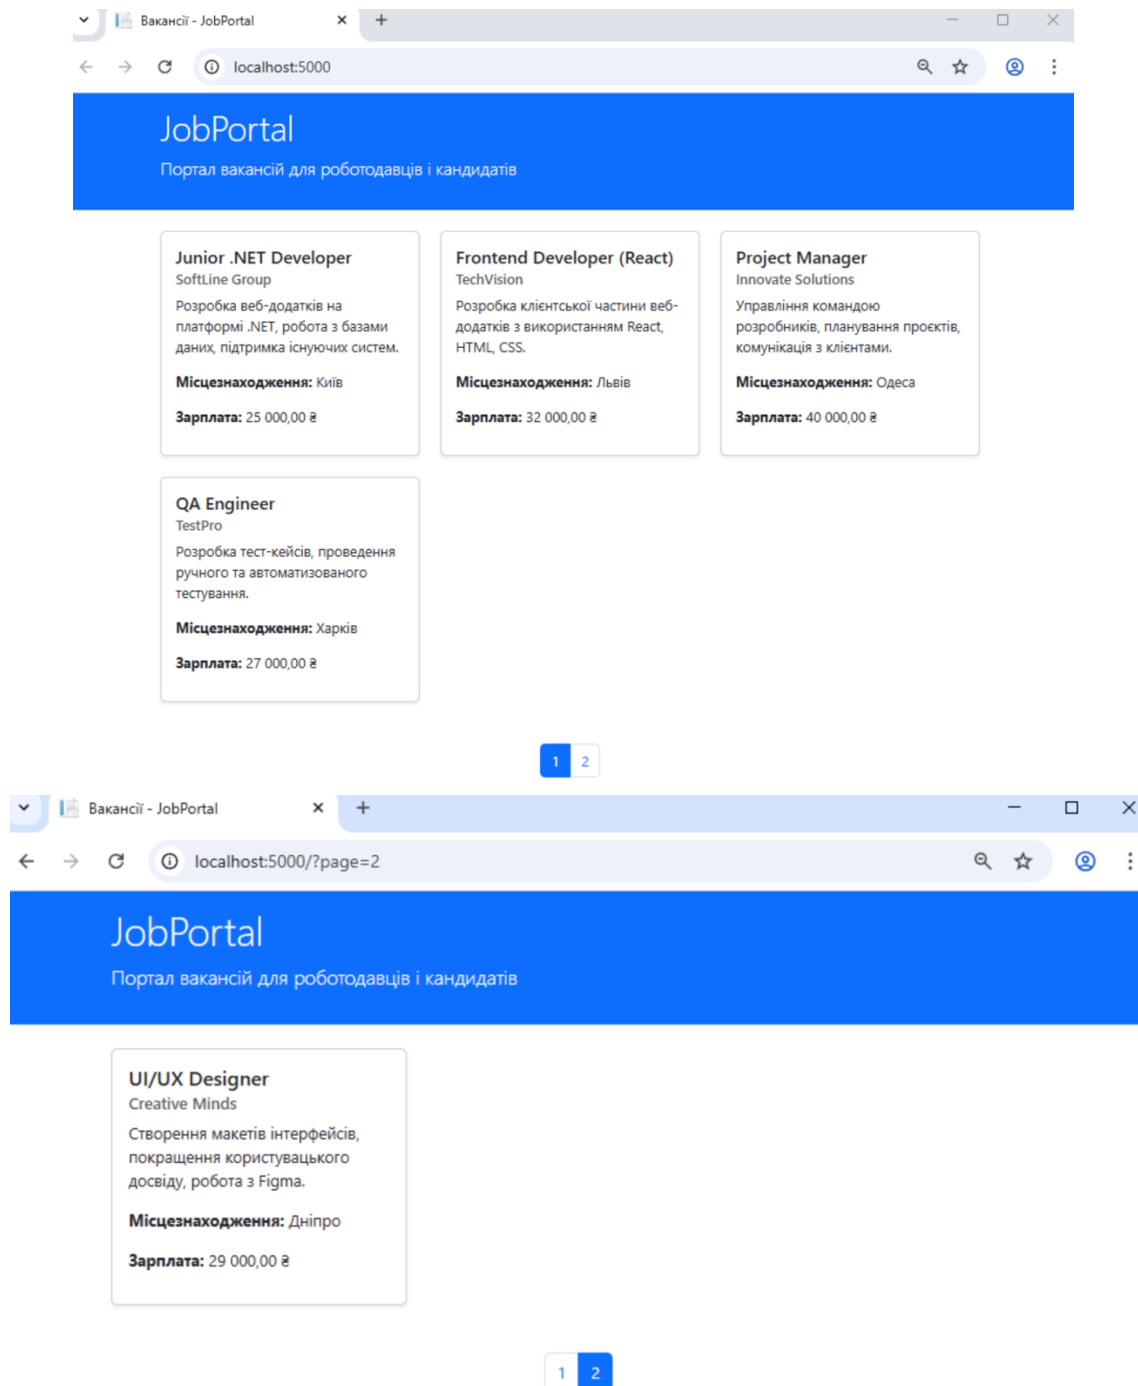 Вакансії - JobPortal
localhost:5000
JobPortal
Портал вакансій для роботодавців і кандидатів
Junior .NET Developer
SoftLine Group
Розробка веб-додатків на
платформі .NET, робота з базами
даних, підтримка існуючих систем.
Місцезнаходження: Київ
Зарплата: 25 000,00 ₴
Frontend Developer (React)
TechVision
Розробка клієнтської частини веб-
додатків з використанням React,
HTML, CSS.
Місцезнаходження: Львів
Зарплата: 32 000,00 ₴
Project Manager
Innovate Solutions
Управління командою
розробників, планування проєктів,
комунікація з клієнтами.
Місцезнаходження: Одеса
Зарплата: 40 000,00 ₴
QA Engineer
TestPro
Розробка тест-кейсів, проведення
ручного та автоматизованого
тестування.
Місцезнаходження: Харків
Зарплата: 27 000,00 ₴
1 2
Вакансії - JobPortal
localhost:5000/?page=2
JobPortal
Портал вакансій для роботодавців і кандидатів
UI/UX Designer
Creative Minds
Створення макетів інтерфейсів,
покращення користувацького
досвіду, робота з Figma.
Місцезнаходження: Дніпро
Зарплата: 29 000,00 ₴
1 2